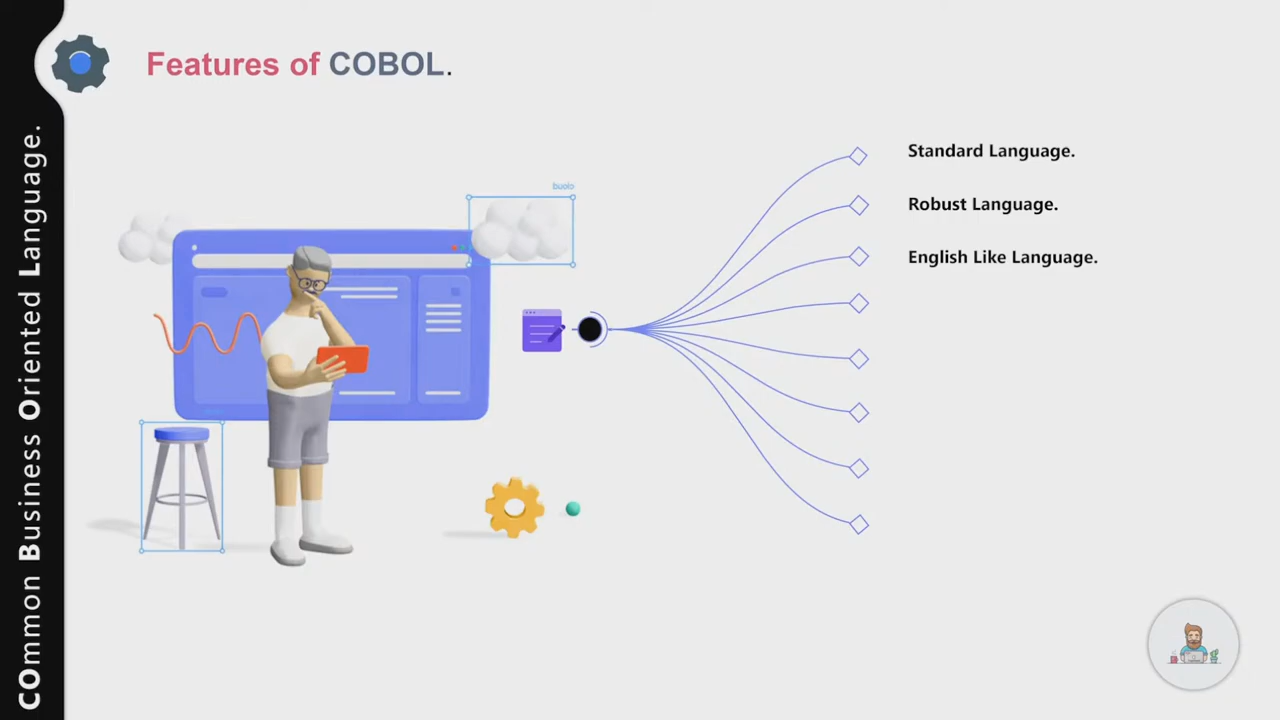 Features of COBOL.
COmmon Business Oriented Language.
Standard Language.
Robust Language.
English Like Language.